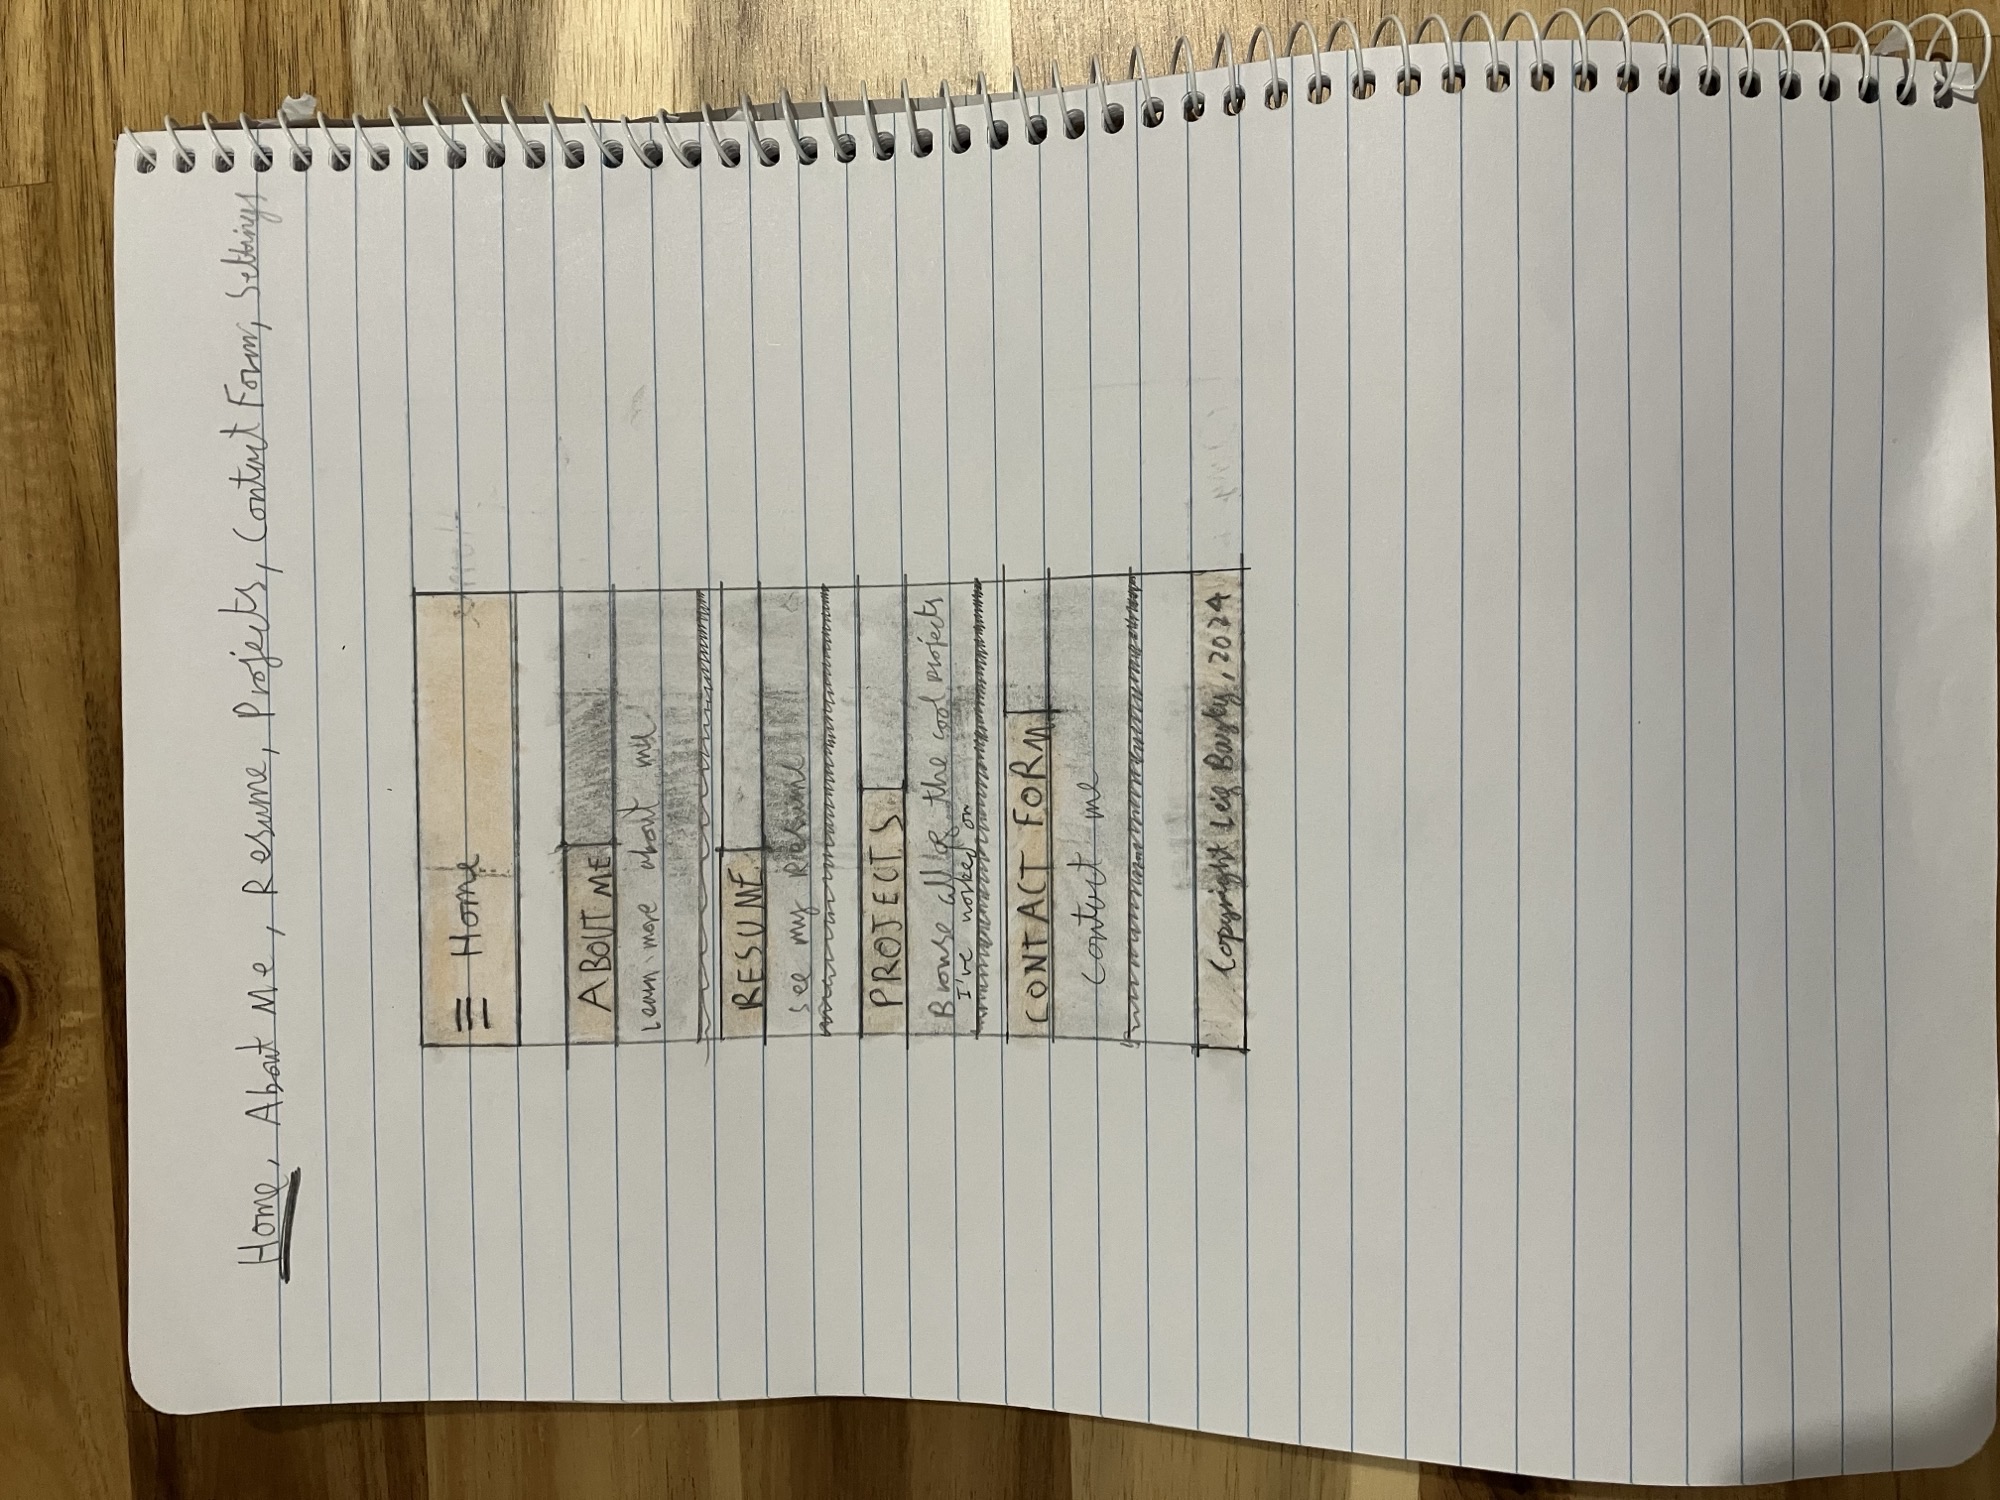 Home, About Me, Resume, Projects, Contact Form, Settings
Home
ABOUT ME
Learn more about me
RESUME
See my Resume
PROJECTS
Browse all of the cool projects
I've worked on
CONTACT FORM
Contact me
Copyright Leig , 2024